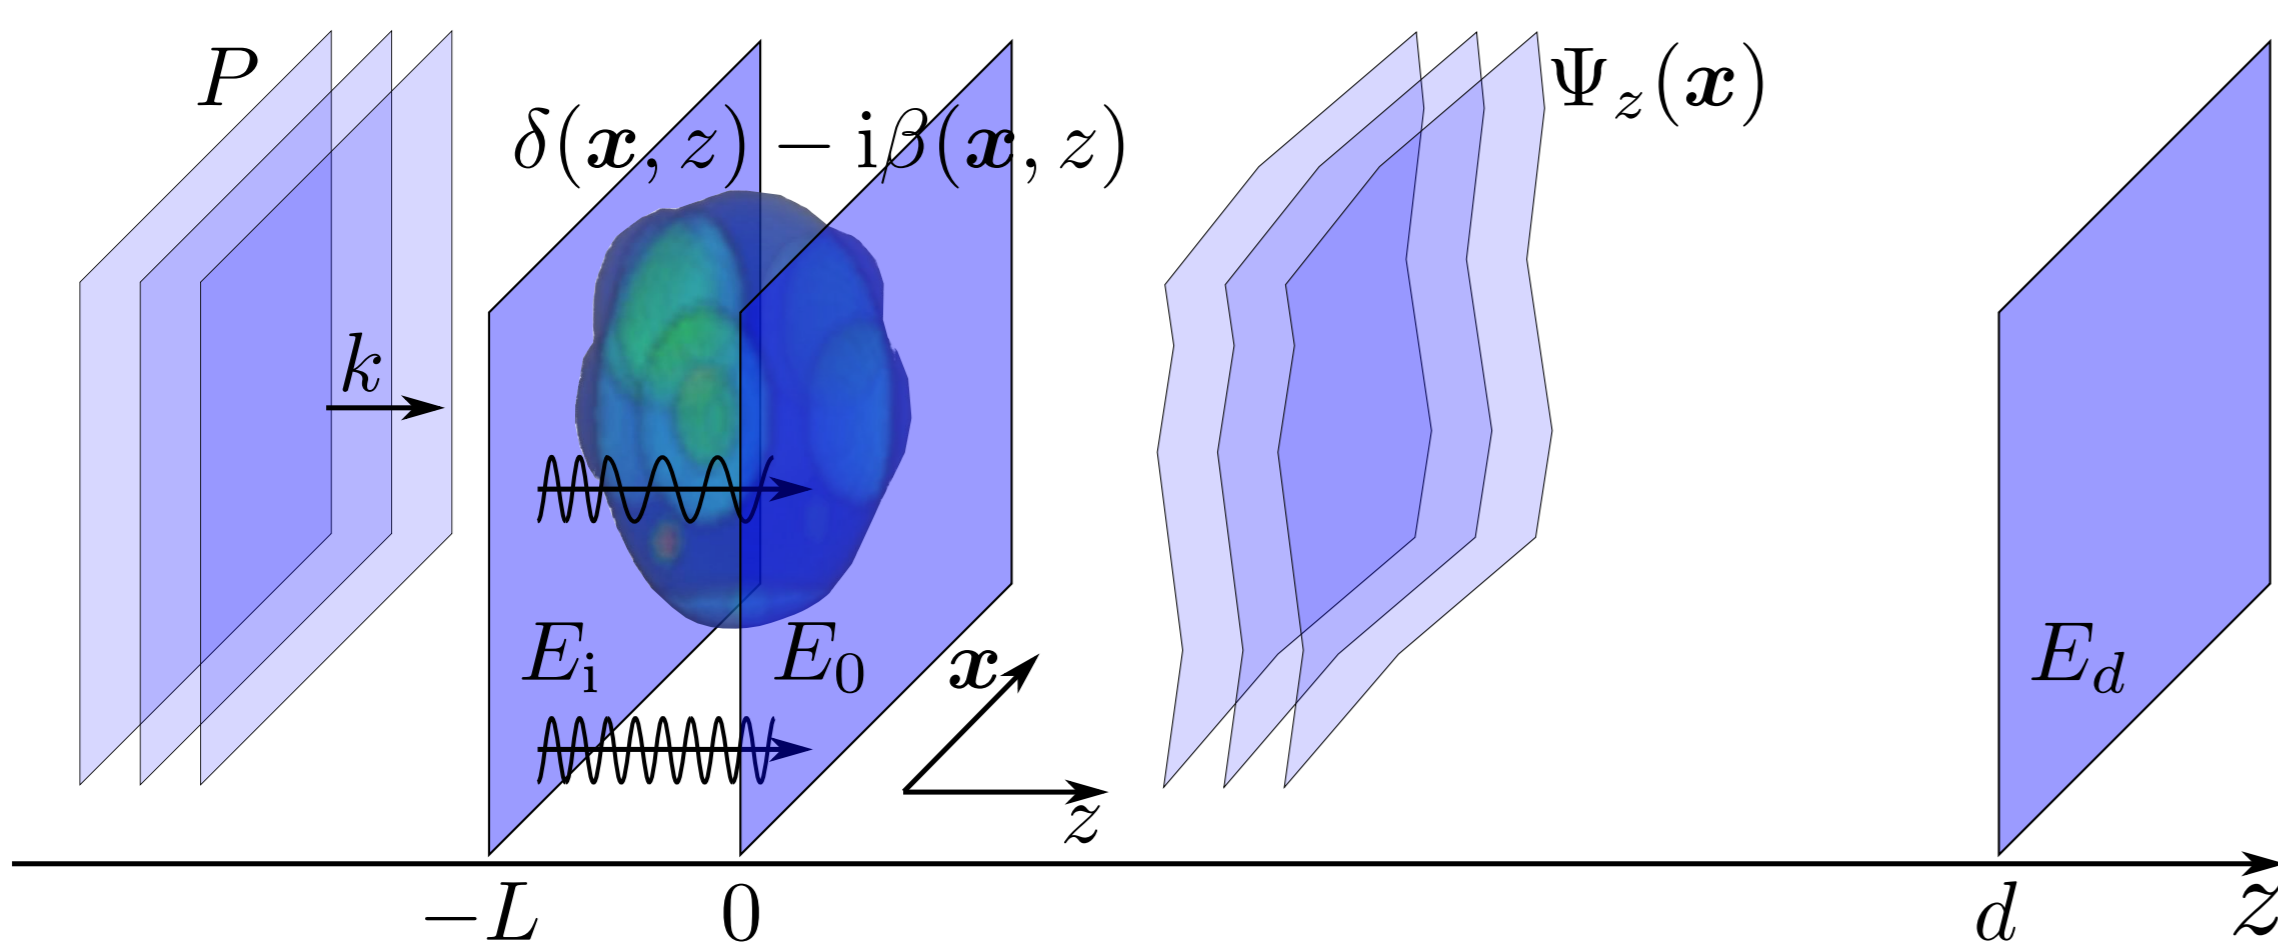 P
Ψ_z(x)
δ(x, z) − iβ(x, z)
k
E_i
E_0
x
E_d
z
−L
0
d
z